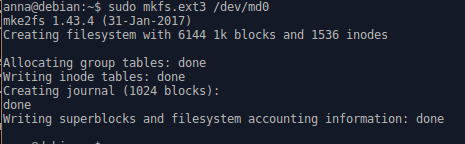 anna@debian:~$ sudo mkfs.ext3 /dev/md0
mke2fs 1.43.4 (31-Jan-2017)
Creating filesystem with 6144 1k blocks and 1536 inodes
Allocating group tables: done
Writing inode tables: done
Creating journal (1024 blocks):
done
Writing superblocks and filesystem accounting information: done